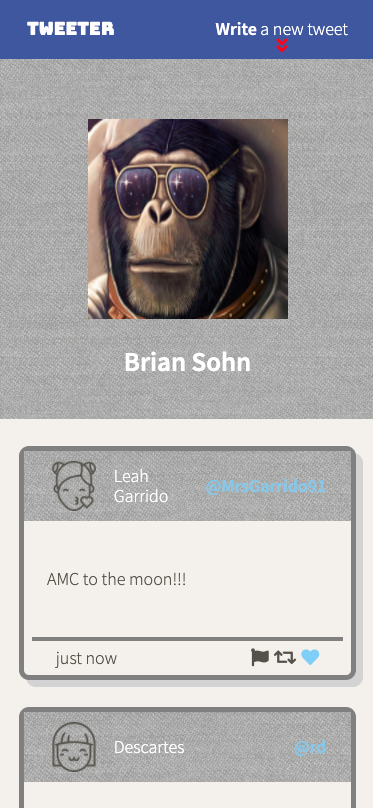 TWEETER
Write a new tweet
Brian Sohn
Leah
Garrido
@MrsGarrido91
AMC to the moon!!!
just now
Descartes
@rd